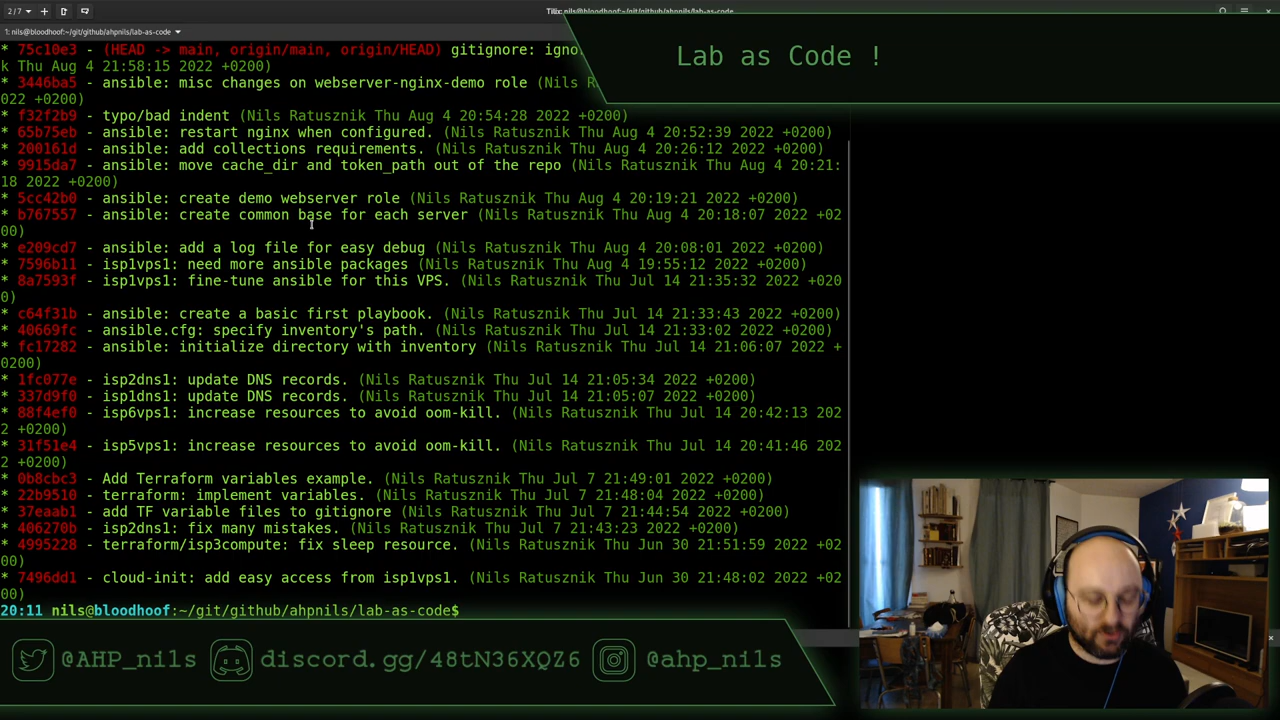 2/7
Tilix: nils@bloodhoof:~/git/github/ahpnils/lab-as-code
1: nils@bloodhoof:~/git/github/ahpnils/lab-as-code
Lab as Code !
* 75c10e3 - (HEAD -> main, origin/main, origin/HEAD) gitignore: igno
k Thu Aug 4 21:58:15 2022 +0200)
* 3446ba5 - ansible: misc changes on webserver-nginx-demo role (Nils R
022 +0200)
* f32f2b9 - typo/bad indent (Nils Ratusznik Thu Aug 4 20:54:28 2022 +0200)
* 65b75eb - ansible: restart nginx when configured. (Nils Ratusznik Thu Aug 4 20:52:39 2022 +0200)
* 200161d - ansible: add collections requirements. (Nils Ratusznik Thu Aug 4 20:26:12 2022 +0200)
* 9915da7 - ansible: move cache_dir and token_path out of the repo (Nils Ratusznik Thu Aug 4 20:21:
18 2022 +0200)
* 5cc42b0 - ansible: create demo webserver role (Nils Ratusznik Thu Aug 4 20:19:21 2022 +0200)
* b767557 - ansible: create common base for each server (Nils Ratusznik Thu Aug 4 20:18:07 2022 +02
00)
* e209cd7 - ansible: add a log file for easy debug (Nils Ratusznik Thu Aug 4 20:08:01 2022 +0200)
* 7596b11 - isp1vps1: need more ansible packages (Nils Ratusznik Thu Aug 4 19:55:12 2022 +0200)
* 8a7593f - isp1vps1: fine-tune ansible for this VPS. (Nils Ratusznik Thu Jul 14 21:35:32 2022 +020
0)
* c64f31b - ansible: create a basic first playbook. (Nils Ratusznik Thu Jul 14 21:33:43 2022 +0200)
* 40669fc - ansible.cfg: specify inventory's path. (Nils Ratusznik Thu Jul 14 21:33:02 2022 +0200)
* fc17282 - ansible: initialize directory with inventory (Nils Ratusznik Thu Jul 14 21:06:07 2022 +
0200)
* 1fc077e - isp2dns1: update DNS records. (Nils Ratusznik Thu Jul 14 21:05:34 2022 +0200)
* 337d9f0 - isp1dns1: update DNS records. (Nils Ratusznik Thu Jul 14 21:05:07 2022 +0200)
* 88f4ef0 - isp6vps1: increase resources to avoid oom-kill. (Nils Ratusznik Thu Jul 14 20:42:13 202
2 +0200)
* 31f51e4 - isp5vps1: increase resources to avoid oom-kill. (Nils Ratusznik Thu Jul 14 20:41:46 202
2 +0200)
* 0b8cbc3 - Add Terraform variables example. (Nils Ratusznik Thu Jul 7 21:49:01 2022 +0200)
* 22b9510 - terraform: implement variables. (Nils Ratusznik Thu Jul 7 21:48:04 2022 +0200)
* 37eaab1 - add TF variable files to gitignore (Nils Ratusznik Thu Jul 7 21:44:54 2022 +0200)
* 406270b - isp2dns1: fix many mistakes. (Nils Ratusznik Thu Jul 7 21:43:23 2022 +0200)
* 4995228 - terraform/isp3compute: fix sleep resource. (Nils Ratusznik Thu Jun 30 21:51:59 2022 +02
00)
* 7496dd1 - cloud-init: add easy access from isp1vps1. (Nils Ratusznik Thu Jun 30 21:48:02 2022 +02
00)
20:11 nils@bloodhoof:~/git/github/ahpnils/lab-as-code$
@AHP_nils discord.gg/48tN36XQZ6 @ahp_nils